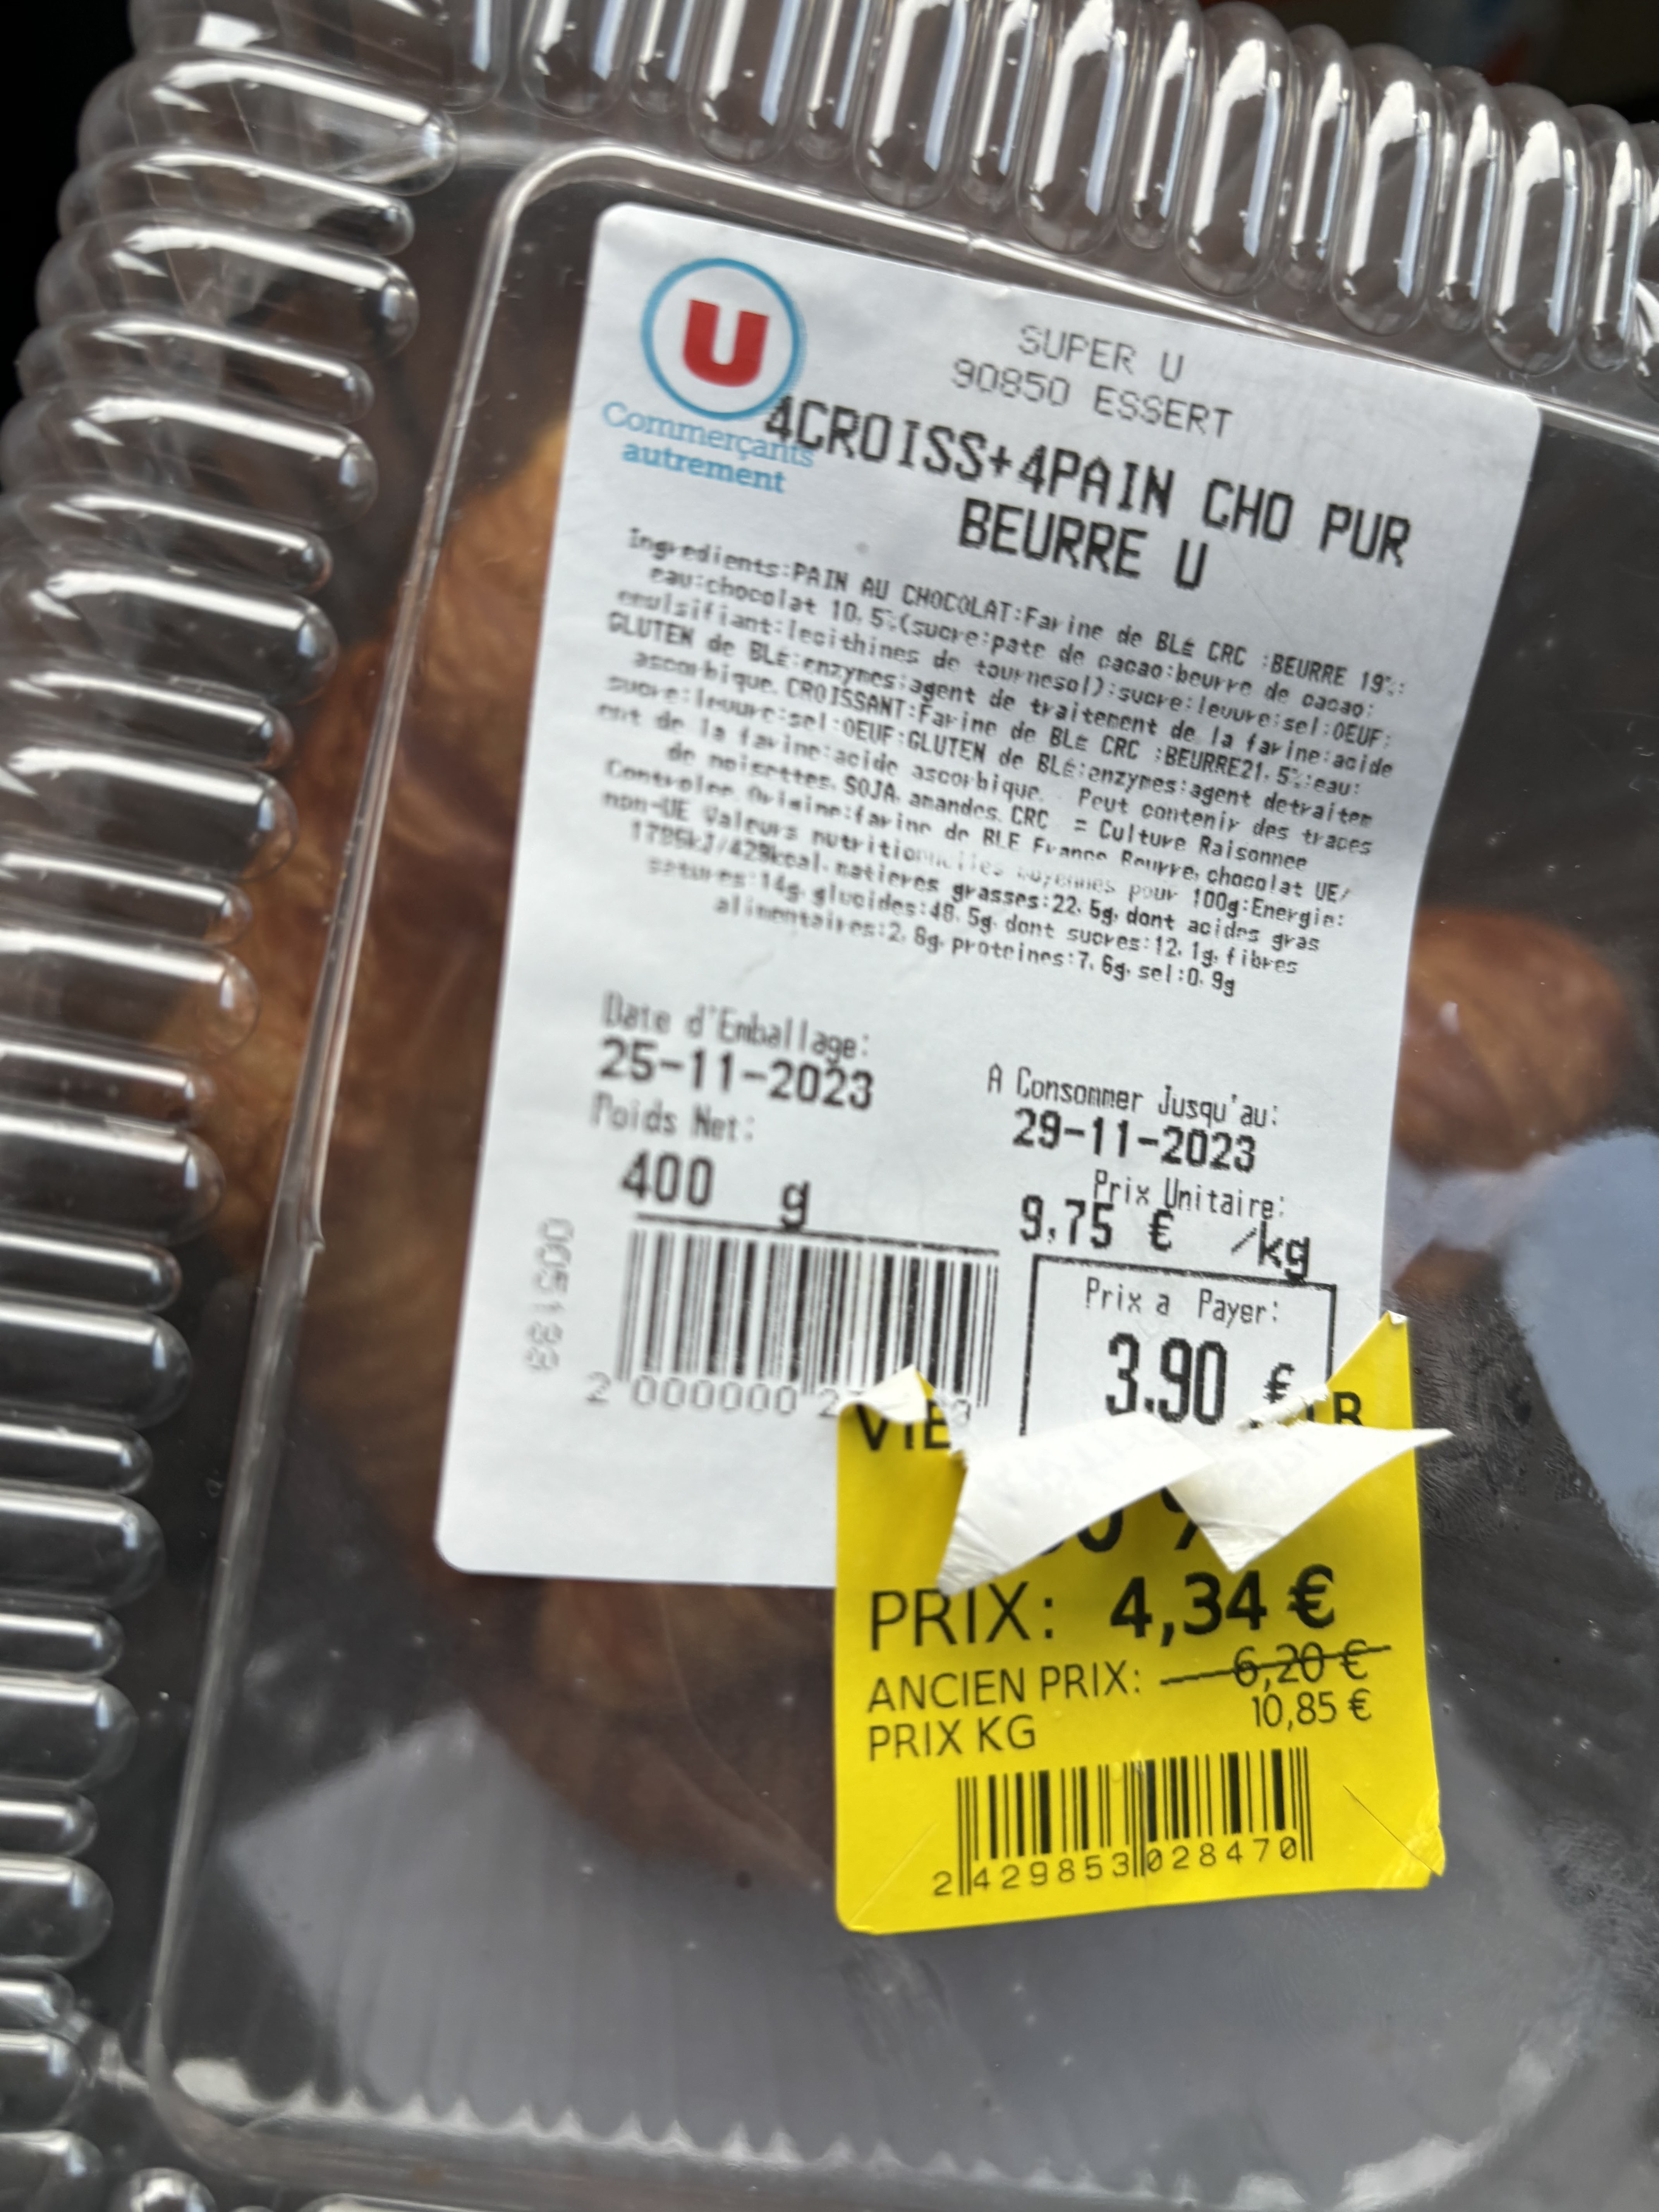 U
Commerçants
autrement
SUPER U
90850 ESSERT
4CROISS+4PAIN CHO PUR
BEURRE U
Ingredients:PAIN AU CHOCOLAT:Farine de BLé CRC ;BEURRE 19%;
eau;chocolat 10,5%(sucre;pate de cacao;beurre de cacao;
emulsifiant:lecithines de tournesol);sucre;levure;sel;OEUF;
GLUTEN de BLé;enzymes;agent de traitement de la farine:acide
ascorbique. CROISSANT:Farine de BLé CRC ;BEURRE21,5%;eau;
sucre;levure;sel;OEUF;GLUTEN de BLé;enzymes;agent detraitem
ent de la farine:acide ascorbique. Peut contenir des traces
de noisettes, SOJA, amandes. CRC = Culture Raisonnee
Controlee Origine:farine de BLE France Beurre, chocolat UE/
non-UE Valeurs nutritionnelles moyennes pour 100g:Energie:
1786kJ/429kcal, matieres grasses:22,5g, dont acides gras
satures:14g, glucides:48,5g, dont sucres:12,1g, fibres
alimentaires:2,8g, proteines:7,6g, sel:0,9g
Date d'Emballage:
25-11-2023
A Consommer Jusqu'au:
29-11-2023
Poids Net:
400 g
Prix Unitaire:
9,75 € /kg
Prix a Payer:
3.90 €
005133
2 000000 2
PRIX: 4,34 €
ANCIEN PRIX: 6,20 €
PRIX KG 10,85 €
2 429853 028470